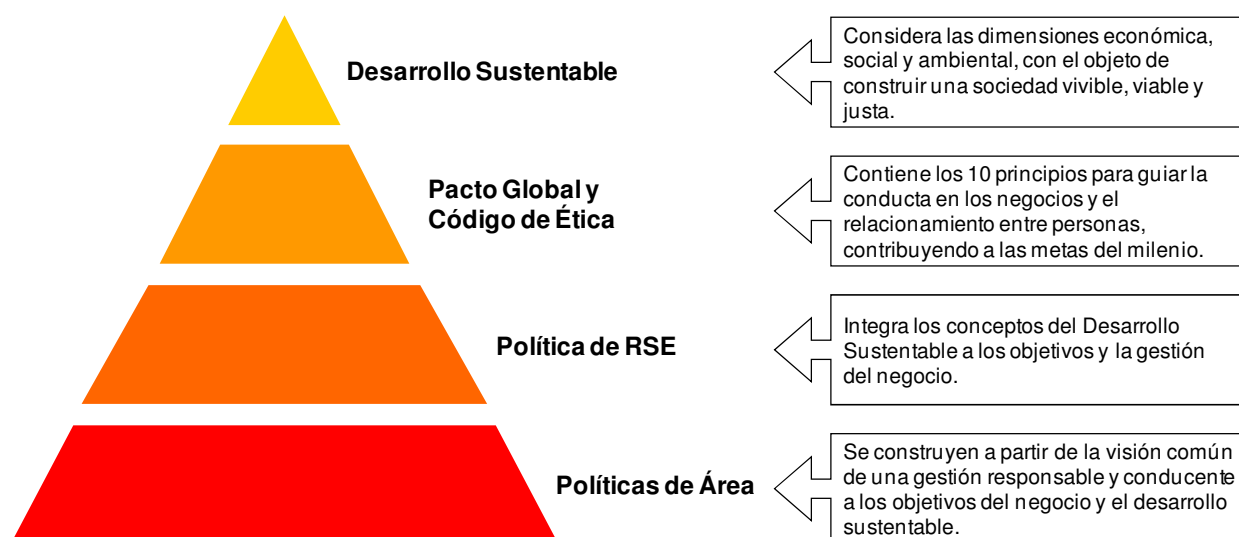 Desarrollo Sustentable
Considera las dimensiones económica,
social y ambiental, con el objeto de
construir una sociedad vivible, viable y
justa.
Pacto Global y
Código de Ética
Contiene los 10 principios para guiar la
conducta en los negocios y el
relacionamiento entre personas,
contribuyendo a las metas del milenio.
Política de RSE
Integra los conceptos del Desarrollo
Sustentable a los objetivos y la gestión
del negocio.
Políticas de Área
Se construyen a partir de la visión común
de una gestión responsable y conducente
a los objetivos del negocio y el desarrollo
sustentable.